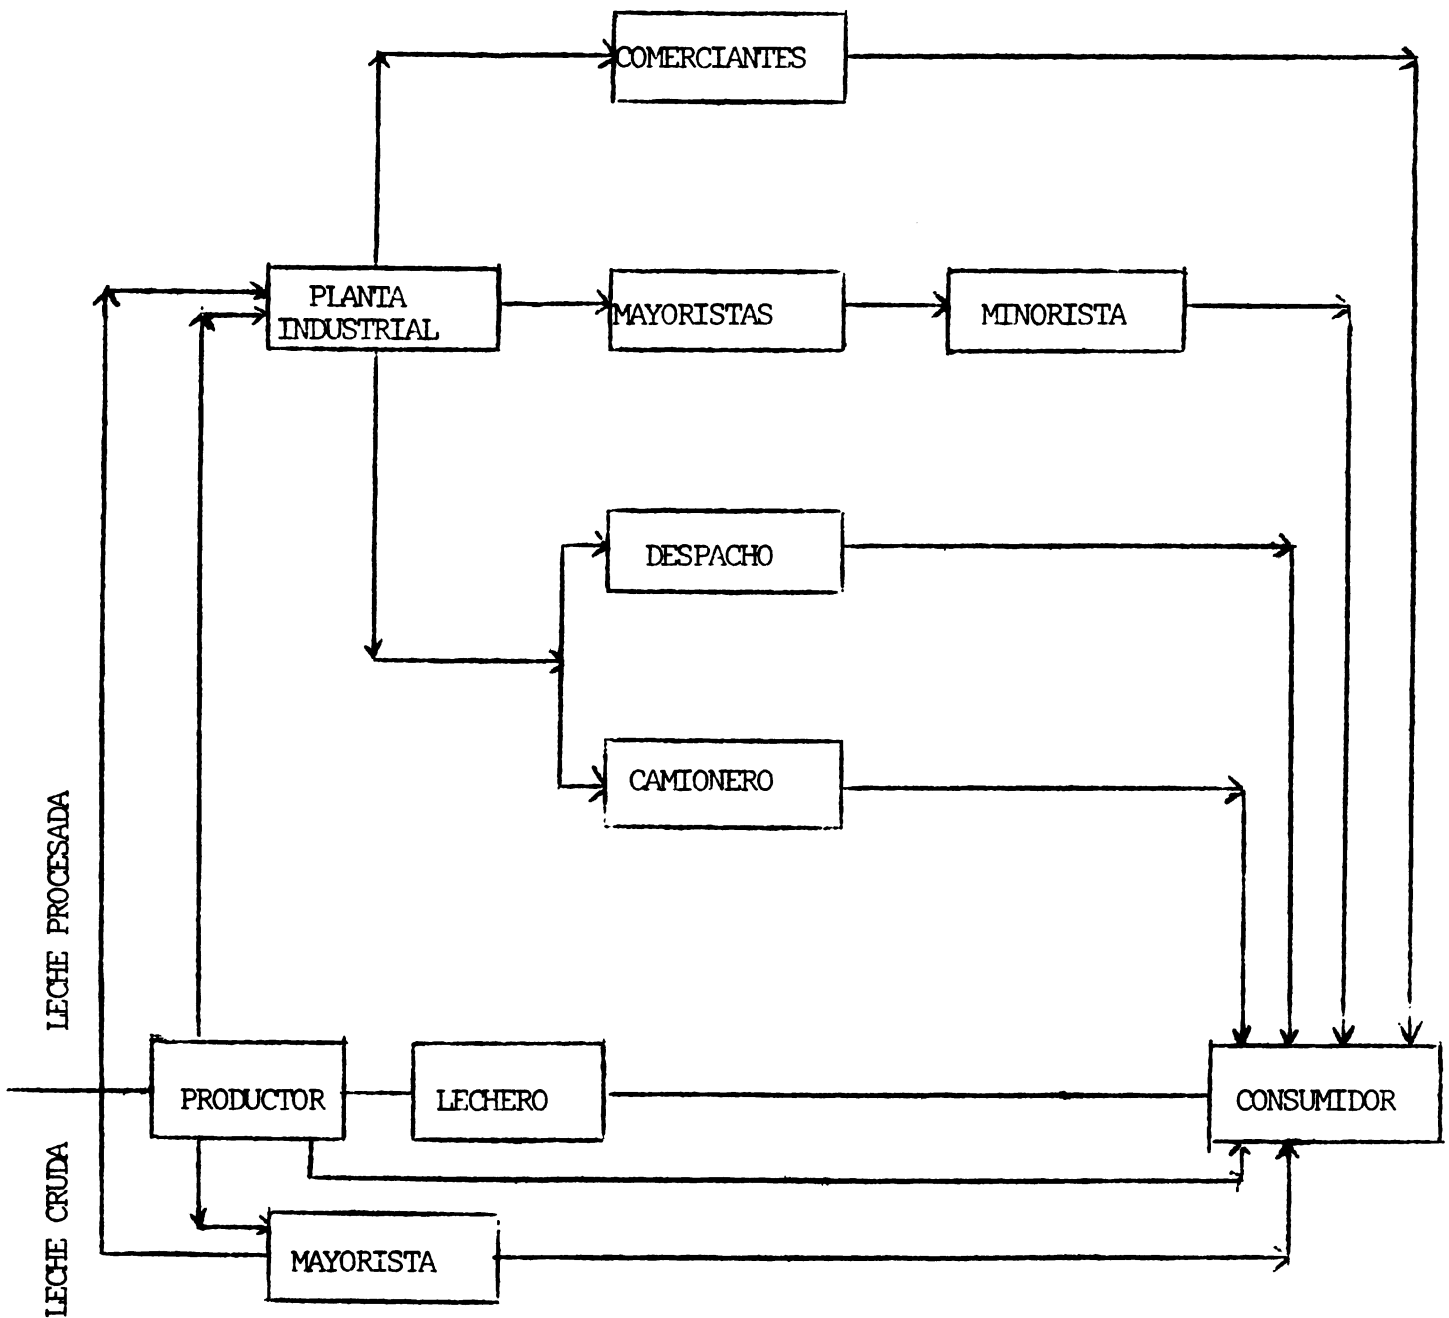 COMERCIANTES
PLANTA
INDUSTRIAL
MAYORISTAS
MINORISTA
DESPACHO
CAMIONERO
LECHE PROCESADA
PRODUCTOR
LECHERO
CONSUMIDOR
LECHE CRUDA
MAYORISTA